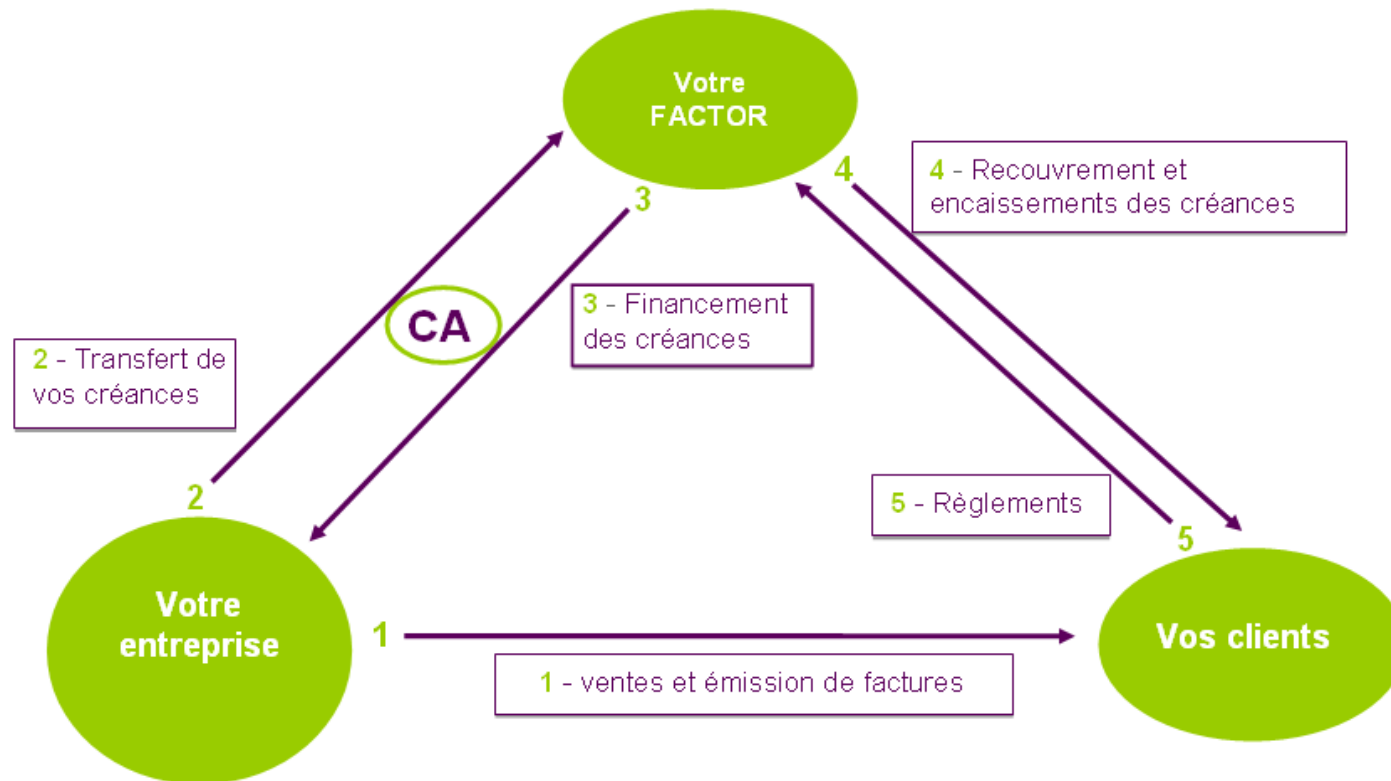 Votre
FACTOR
4
4 - Recouvrement et
encaissements des créances
3
CA
3 - Financement
des créances
2 - Transfert de
vos créances
2
5 - Règlements
5
Votre
entreprise
1
Vos clients
1 - ventes et émission de factures